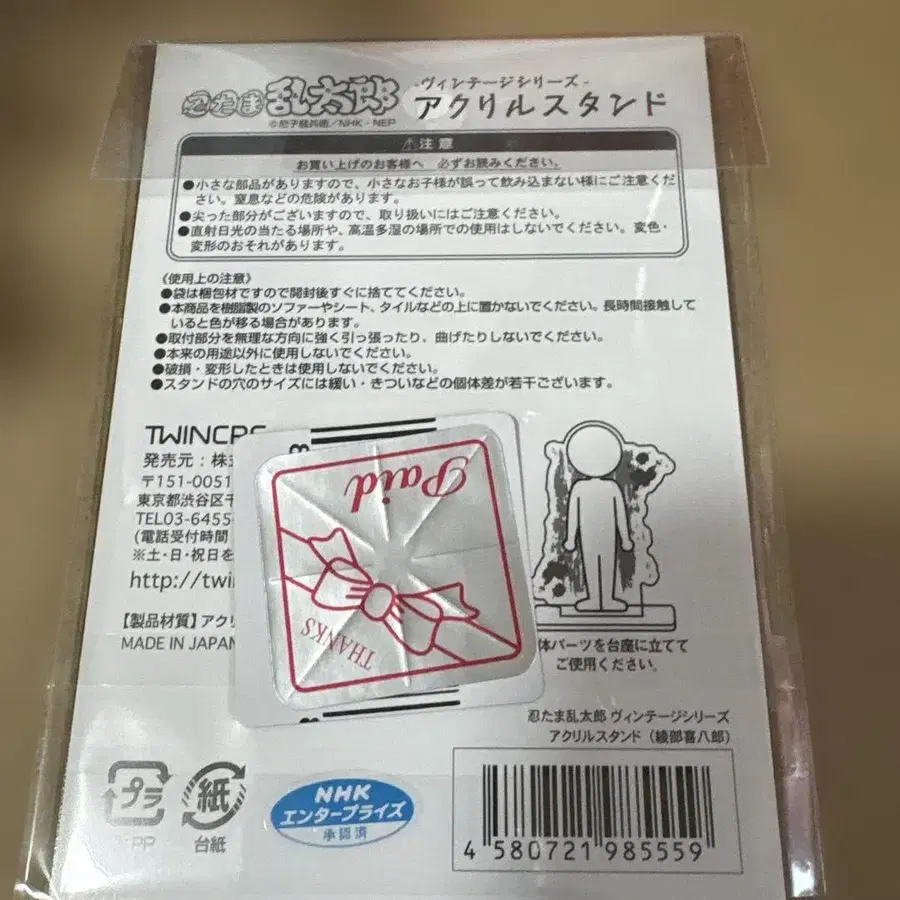 忍たま乱太郎
-ヴィンテージシリーズ-
アクリルスタンド
©尼子騒兵衛/NHK・NEP
⚠注意
お買い上げのお客様へ 必ずお読みください。
●小さな部品がありますので、小さなお子様が誤って飲み込まない様にご注意くだ
さい。窒息などの危険があります。
●尖った部分がございますので、取り扱いにはご注意ください。
●直射日光の当たる場所や、高温多湿の場所での使用はしないでください。変色・
変形のおそれがあります。
《使用上の注意》
●袋は梱包材ですので開封後すぐに捨ててください。
●本商品を樹脂製のソファーやシート、タイルなどの上に置かないでください。長時間接触して
いると色が移る場合があります。
●取付部分を無理な方向に強く引っ張ったり、曲げたりしないでください。
●本来の用途以外に使用しないでください。
●破損・変形したときは使用しないでください。
●スタンドの穴のサイズには緩い・きついなどの個体差が若干ございます。
TWINCRE
発売元:株式
〒151-0051
東京都渋谷区千
TEL03-6455
(電話受付時間
※土・日・祝日を
http://twin
【製品材質】アクリ
MADE IN JAPAN
Paid
THANKS
体パーツを台座に立てて
ご使用ください。
忍たま乱太郎 ヴィンテージシリーズ
アクリルスタンド(綾部喜八郎)
プラ
PP
紙
台紙
NHK
エンタープライズ
承認済
4 580721 985559